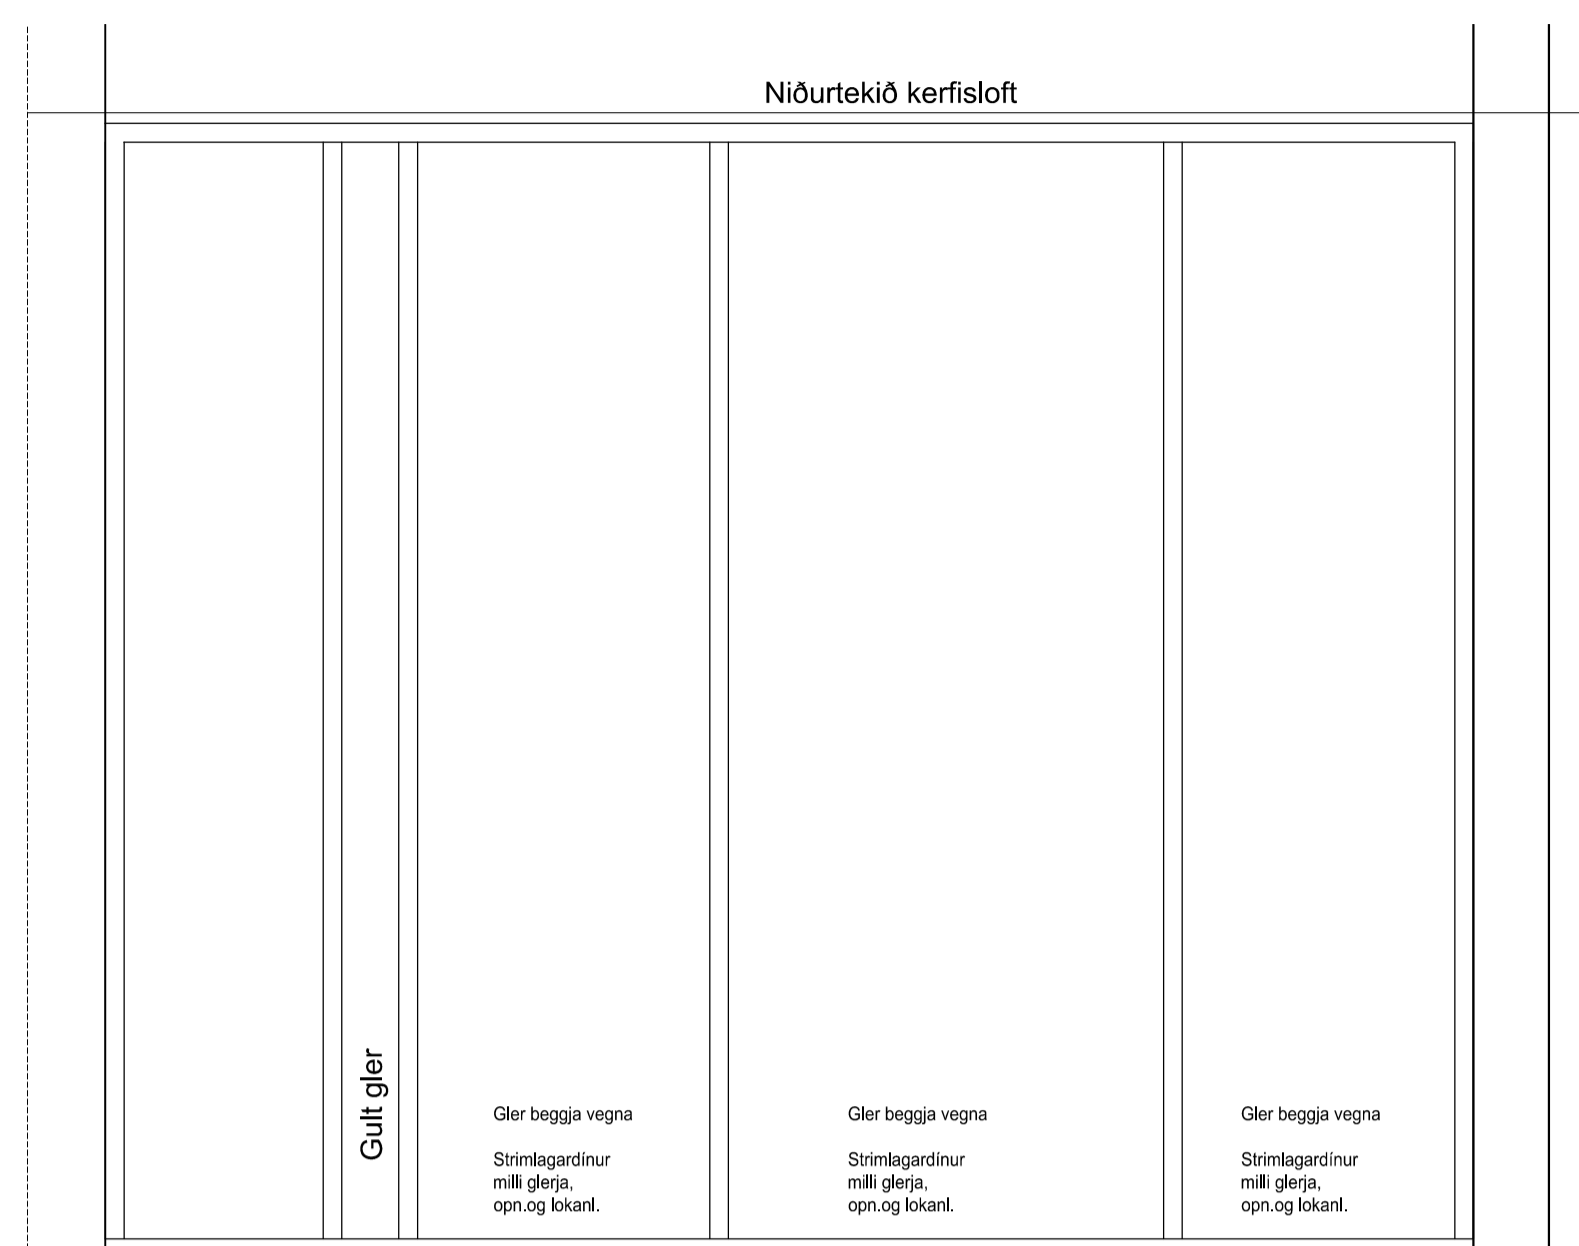 Niðurtekið kerfisloft
Gult gler
Gler beggja vegna
Strimlagardínur
milli glerja,
opn.og lokanl.
Gler beggja vegna
Strimlagardínur
milli glerja,
opn.og lokanl.
Gler beggja vegna
Strimlagardínur
milli glerja,
opn.og lokanl.